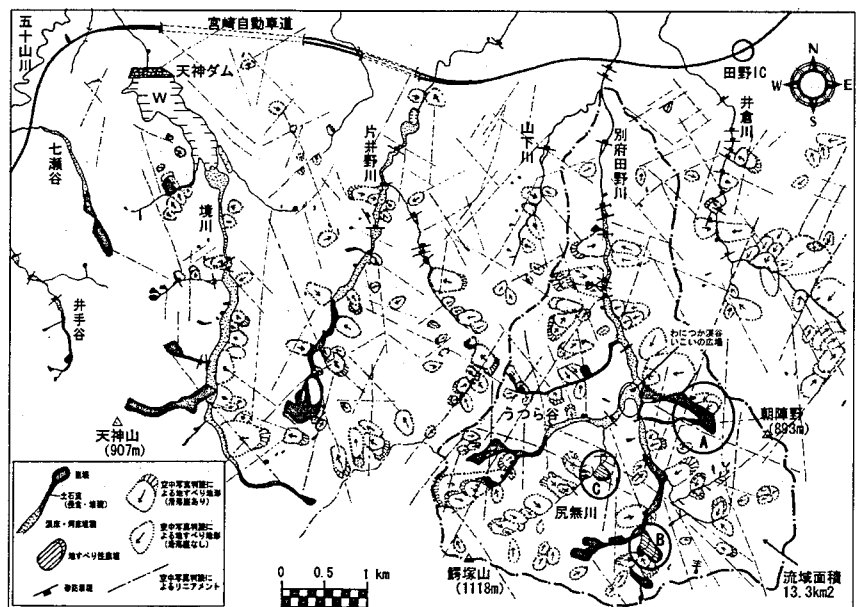 五十山川
宮崎自動車道
天神ダム
W
七瀬谷
境川
井手谷
片井野川
山下川
別府田野川
井倉川
田野IC
N
W
E
S
わにつか渓谷
いこいの広場
うつら谷
朝陣野
(893m)
A
B
C
尻無川
天神山
(907m)
鰐塚山
(1118m)
流域面積
13.3km2
崩壊
土石流
(侵食・堆積)
渓床・河床堆積
地すべり性崩壊
空中写真判読に
よる地すべり地形
(滑落崖あり)
空中写真判読に
よる地すべり地形
(滑落崖なし)
空中写真判読に
よるリニアメント
0
0.5
1 km